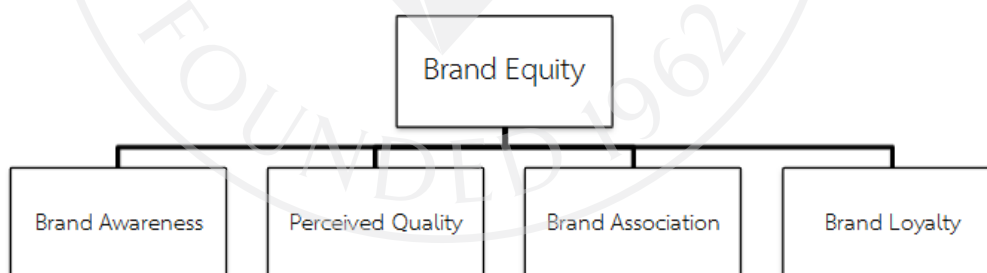 Brand Equity
Brand Awareness
Perceived Quality
Brand Association
Brand Loyalty
FOUNDED 1962